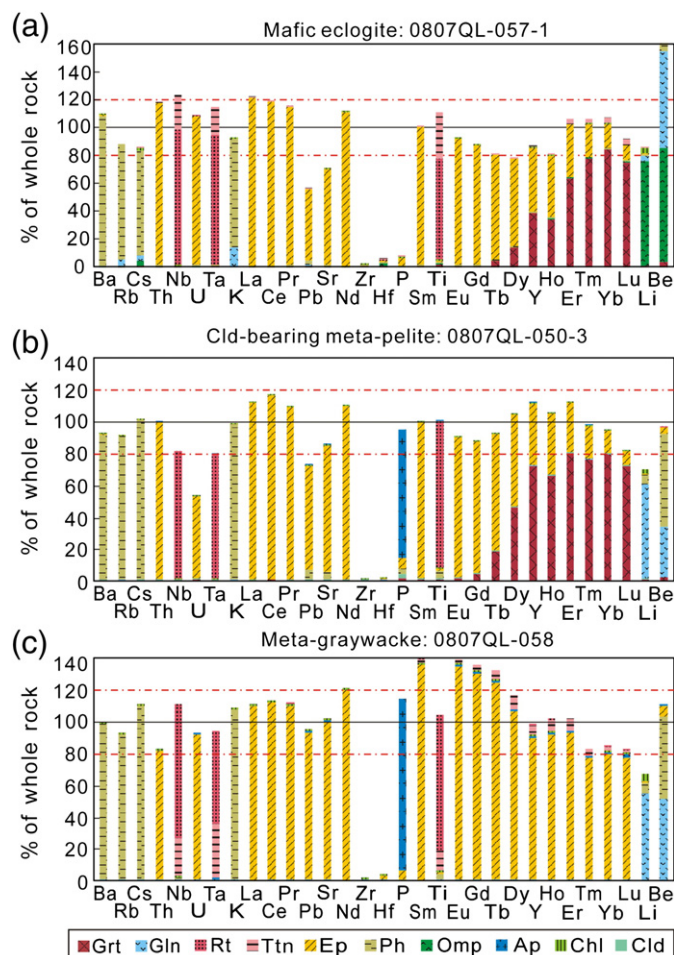 (a)
Mafic eclogite: 0807QL-057-1
% of whole rock
160
140
120
100
80
60
40
20
0
Ba Cs Nb Ta La Pr Sr Zr P Ti Gd Dy Ho Tm Lu Be
Rb Th U K Ce Pb Nd Hf Sm Eu Tb Y Er Yb Li
(b)
Cld-bearing meta-pelite: 0807QL-050-3
% of whole rock
140
120
100
80
60
40
20
0
Ba Cs Nb Ta La Pr Sr Zr P Ti Gd Dy Ho Tm Lu Be
Rb Th U K Ce Pb Nd Hf Sm Eu Tb Y Er Yb Li
(c)
Meta-graywacke: 0807QL-058
% of whole rock
140
120
100
80
60
40
20
0
Ba Cs Nb Ta La Pr Sr Zr P Ti Gd Dy Ho Tm Lu Be
Rb Th U K Ce Pb Nd Hf Sm Eu Tb Y Er Yb Li
Grt Gln Rt Ttn Ep Ph Omp Ap Chl Cld